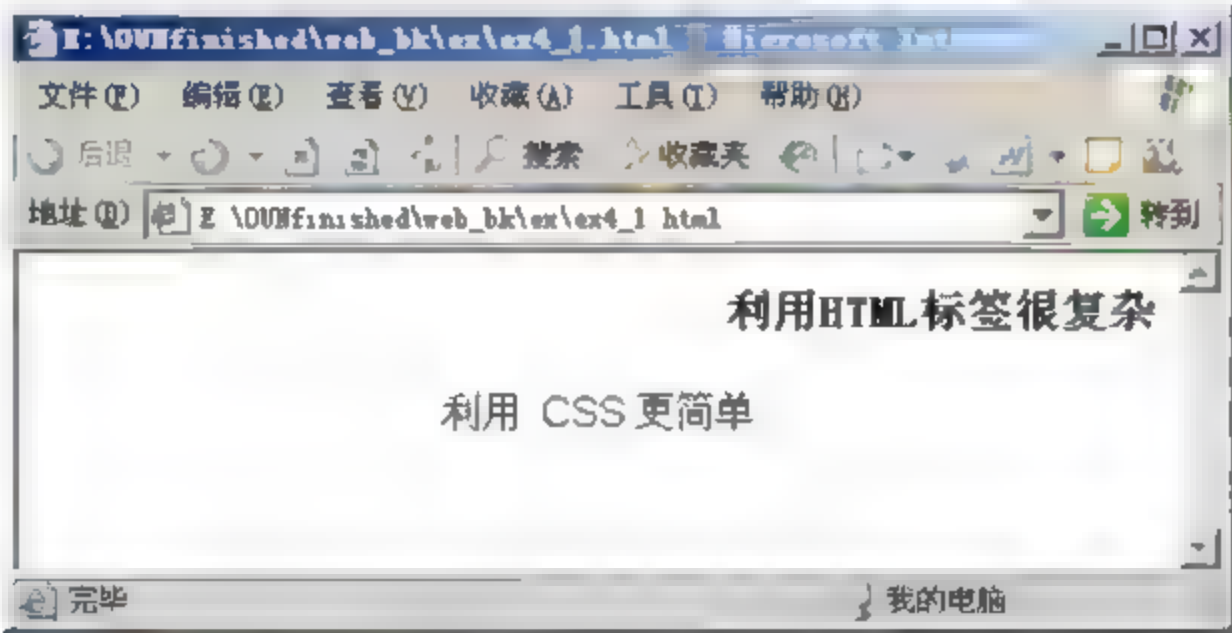 E:\OUNfinished\web_bk\ex\ex4_1.html - Microsoft
文件(F) 编辑(E) 查看(V) 收藏(A) 工具(T) 帮助(H)
后退 搜索 收藏夹
地址(D) E \OUNfinished\web_bk\ex\ex4_1 html 转到
利用HTML标签很复杂
利用 CSS 更简单
完毕 我的电脑